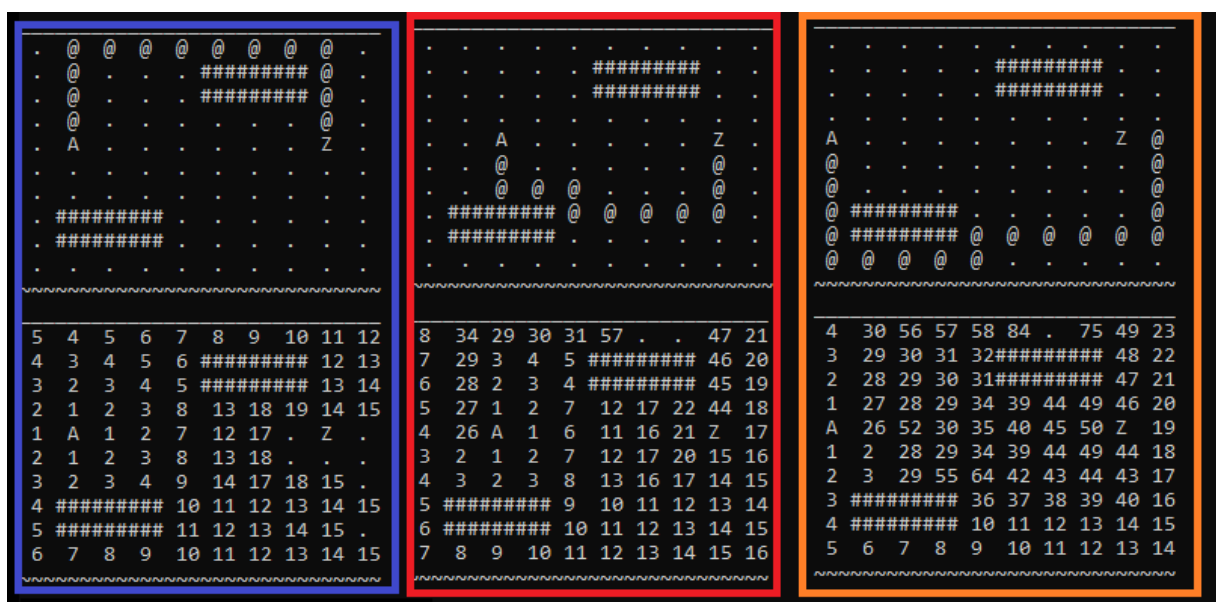 . @ @ @ @ @ @ @ @ .
. @ . . . ######### @ .
. @ . . . ######### @ .
. @ . . . . . . @ .
. A . . . . . . Z .
. . . . . . . . . .
. . . . . . . . . .
. ######### . . . . . .
. ######### . . . . . .
. . . . . . . . . .
~~~~~~~~~~~~~~~~~~~~~~~~~~~~~~
5 4 5 6 7 8 9 10 11 12
4 3 4 5 6 ######### 12 13
3 2 3 4 5 ######### 13 14
2 1 2 3 8 13 18 19 14 15
1 A 1 2 7 12 17 . Z .
2 1 2 3 8 13 18 . . .
3 2 3 4 9 14 17 18 15 .
4 ######### 10 11 12 13 14 15
5 ######### 11 12 13 14 15 .
6 7 8 9 10 11 12 13 14 15
~~~~~~~~~~~~~~~~~~~~~~~~~~~~~~
. . . . . . . . . .
. . . . . ######### . .
. . . . . ######### . .
. . . . . . . . . .
. . A . . . . . Z .
. . @ . . . . . @ .
. . @ @ @ . . . @ .
. ######### @ @ @ @ @ .
. ######### . . . . . .
. . . . . . . . . .
~~~~~~~~~~~~~~~~~~~~~~~~~~~~~~
8 34 29 30 31 57 . . 47 21
7 29 3 4 5 ######### 46 20
6 28 2 3 4 ######### 45 19
5 27 1 2 7 12 17 22 44 18
4 26 A 1 6 11 16 21 Z 17
3 2 1 2 7 12 17 20 15 16
4 3 2 3 8 13 16 17 14 15
5 ######### 9 10 11 12 13 14
6 ######### 10 11 12 13 14 15
7 8 9 10 11 12 13 14 15 16
~~~~~~~~~~~~~~~~~~~~~~~~~~~~~~
. . . . . . . . . .
. . . . . ######### . .
. . . . . ######### . .
. . . . . . . . . .
A . . . . . . . Z @
@ . . . . . . . . @
@ . . . . . . . . @
@ ######### . . . . . @
@ ######### @ @ @ @ @ @
@ @ @ @ @ . . . . .
~~~~~~~~~~~~~~~~~~~~~~~~~~~~~~
4 30 56 57 58 84 . 75 49 23
3 29 30 31 32######### 48 22
2 28 29 30 31######### 47 21
1 27 28 29 34 39 44 49 46 20
A 26 52 30 35 40 45 50 Z 19
1 2 28 29 34 39 44 49 44 18
2 3 29 55 64 42 43 44 43 17
3 ######### 36 37 38 39 40 16
4 ######### 10 11 12 13 14 15
5 6 7 8 9 10 11 12 13 14
~~~~~~~~~~~~~~~~~~~~~~~~~~~~~~